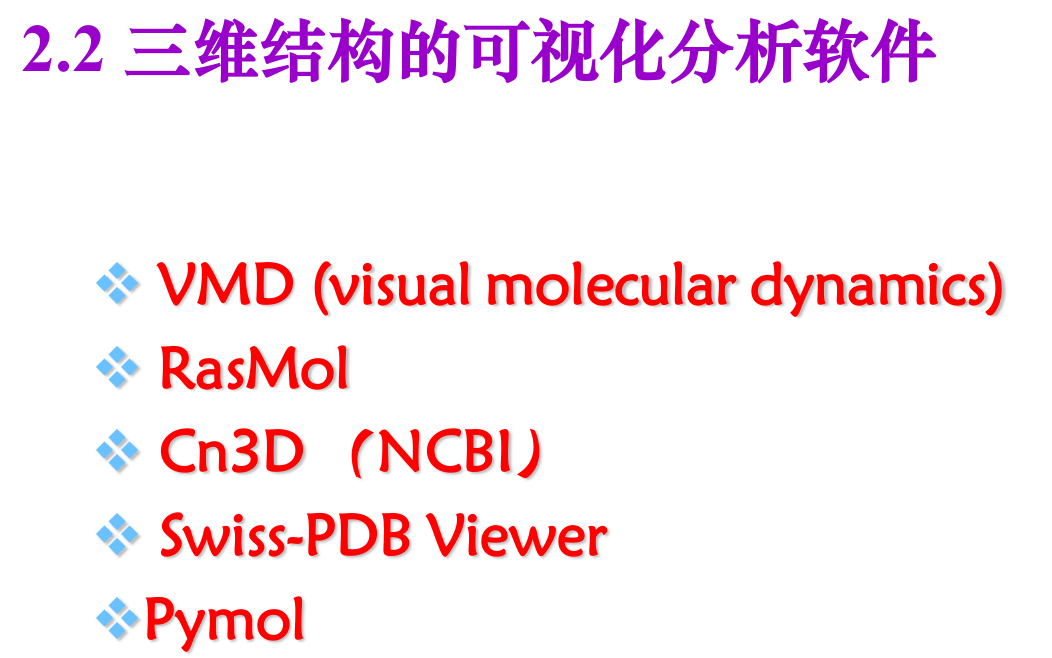 2.2 三维结构的可视化分析软件
VMD (visual molecular dynamics)
RasMol
Cn3D （NCBI）
Swiss-PDB Viewer
Pymol